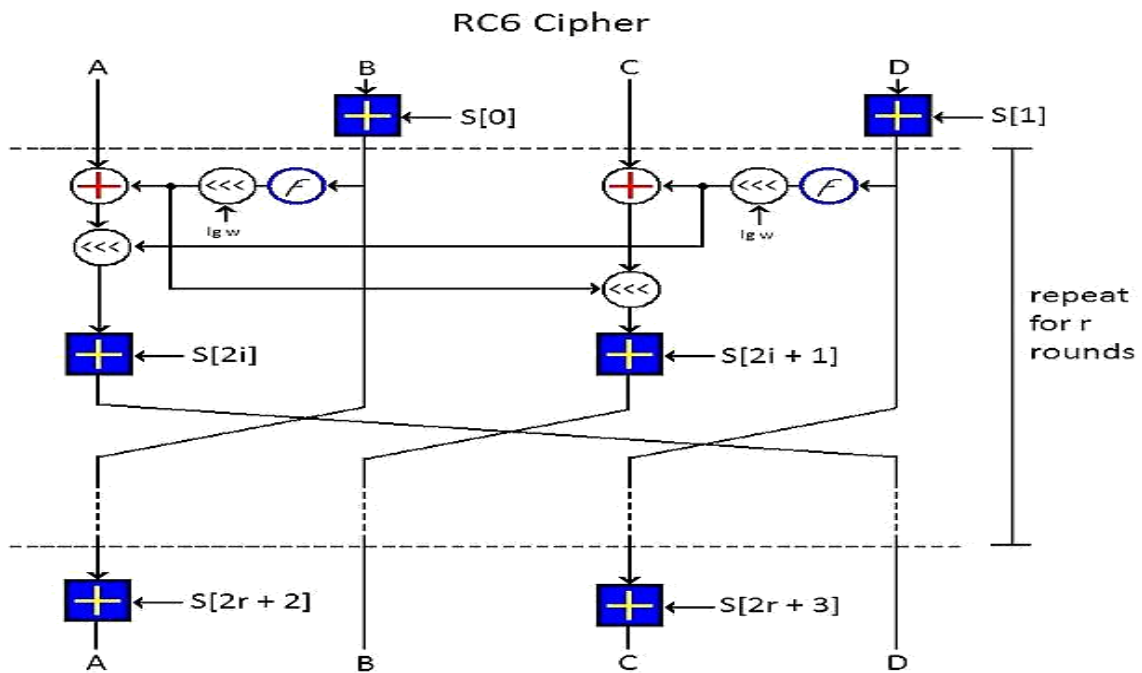 RC6 Cipher
A B C D
S[0] S[1]
<<< f <<< f
lg w lg w
<<< <<<
S[2i] S[2i + 1]
repeat
for r
rounds
S[2r + 2] S[2r + 3]
A B C D